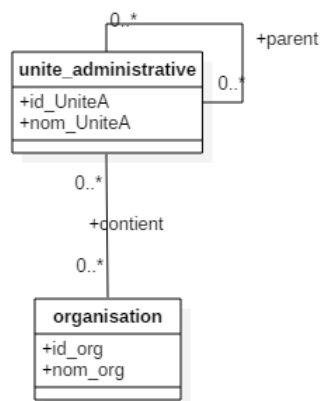 0..*
+parent
unite_administrative
0..*
+id_UniteA
+nom_UniteA
0..*
+contient
0..*
organisation
+id_org
+nom_org